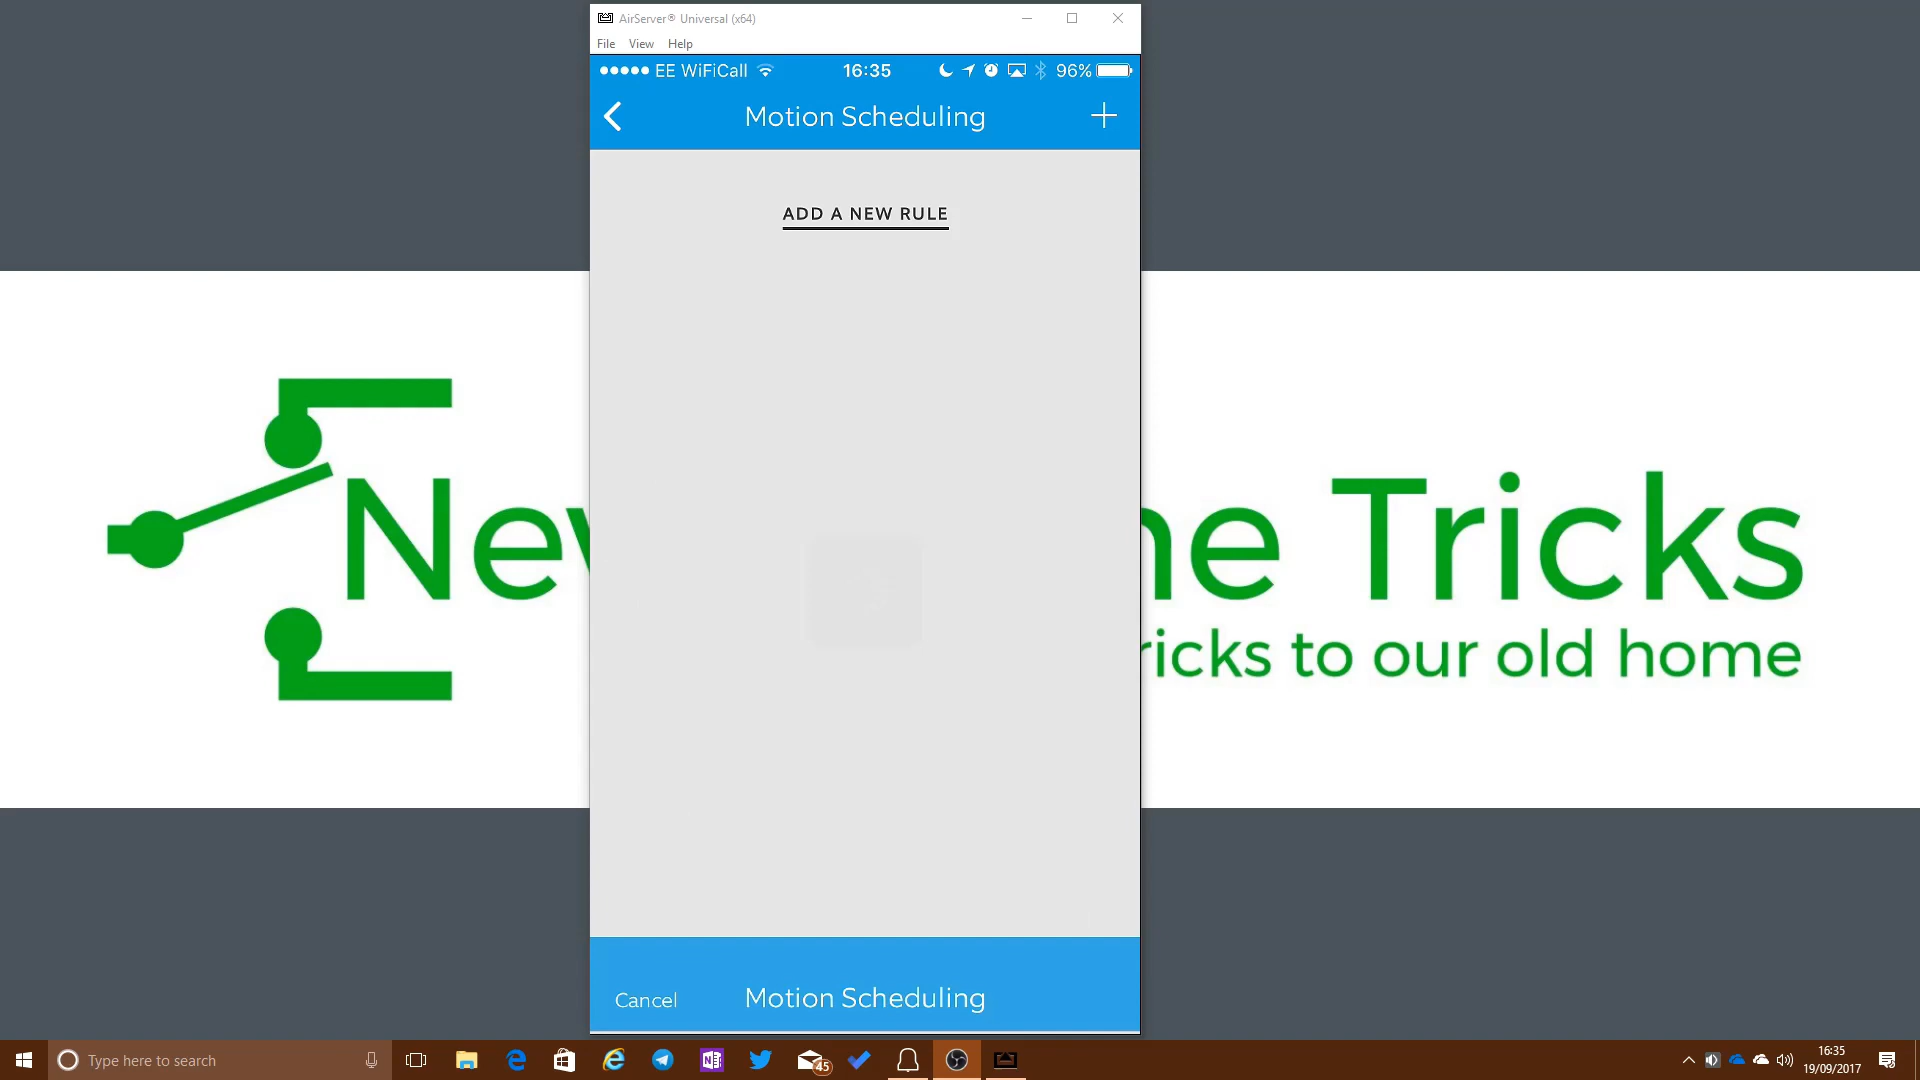 AirServer® Universal (x64)
File View Help
EE WiFiCall 16:35 96%
Motion Scheduling
ADD A NEW RULE
Ne
ne Tricks
ricks to our old home
Cancel Motion Scheduling
Type here to search
45
16:35
19/09/2017